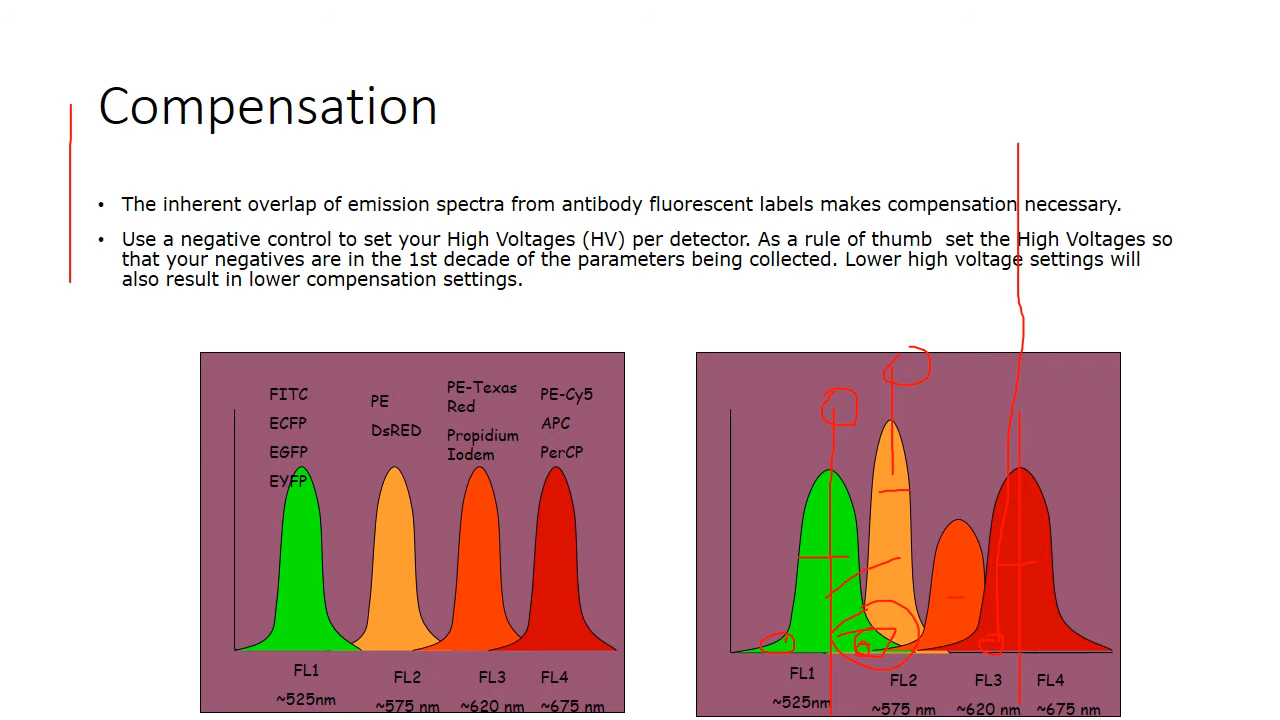 Compensation
• The inherent overlap of emission spectra from antibody fluorescent labels makes compensation necessary.
• Use a negative control to set your High Voltages (HV) per detector. As a rule of thumb  set the High Voltages so
that your negatives are in the 1st decade of the parameters being collected. Lower high voltage settings will
also result in lower compensation settings.
FITC
ECFP
EGFP
EYFP
PE
DsRED
PE-Texas
Red
Propidium
Iodem
PE-Cy5
APC
PerCP
FL1
~525nm
FL2
~575 nm
FL3
~620 nm
FL4
~675 nm
FL1
~525nm
FL2
~575 nm
FL3
~620 nm
FL4
~675 nm